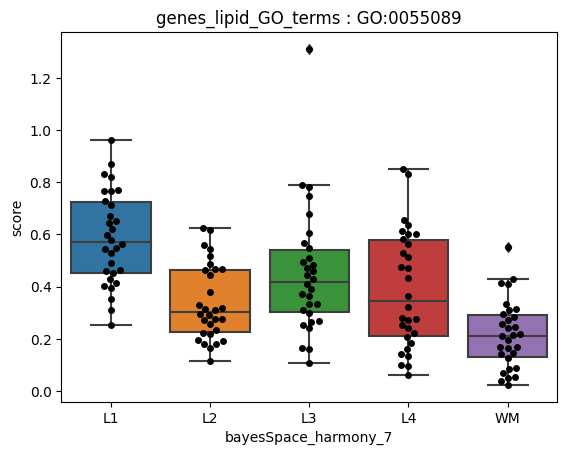 genes_lipid_GO_terms : GO:0055089
score
1.2
1.0
0.8
0.6
0.4
0.2
0.0
L1 L2 L3 L4 WM
bayesSpace_harmony_7